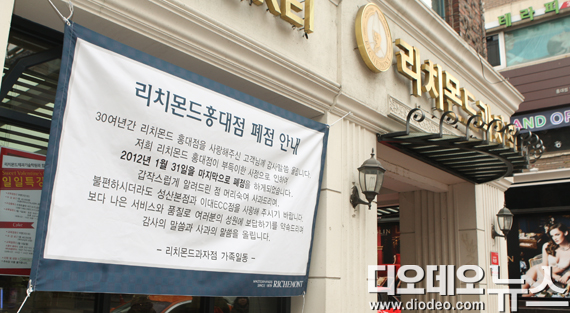 리치몬드홍대점 폐점 안내
30여년간 리치몬드 홍대점을 사랑해주신 고객님께 감사말씀 올립니다.
저희 리치몬드 홍대점이 부득이한 사정으로 인하여
2012년 1월 31일을 마지막으로 폐점을 하게되었습니다.
갑작스럽게 알려드린 점 머리숙여 사과드리며,
불편하시더라도 성산본점과 이대ECC점을 사랑해 주시기 바랍니다.
보다 나은 서비스와 품질로 여러분의 성원에 보답하기를 약속드리며
감사의 말씀과 사과의 말씀을 올립니다.
- 리치몬드과자점 가족일동 -
RICHEMONT
리치몬드과자점
AND O
디오데오뉴스
www.diodeo.com